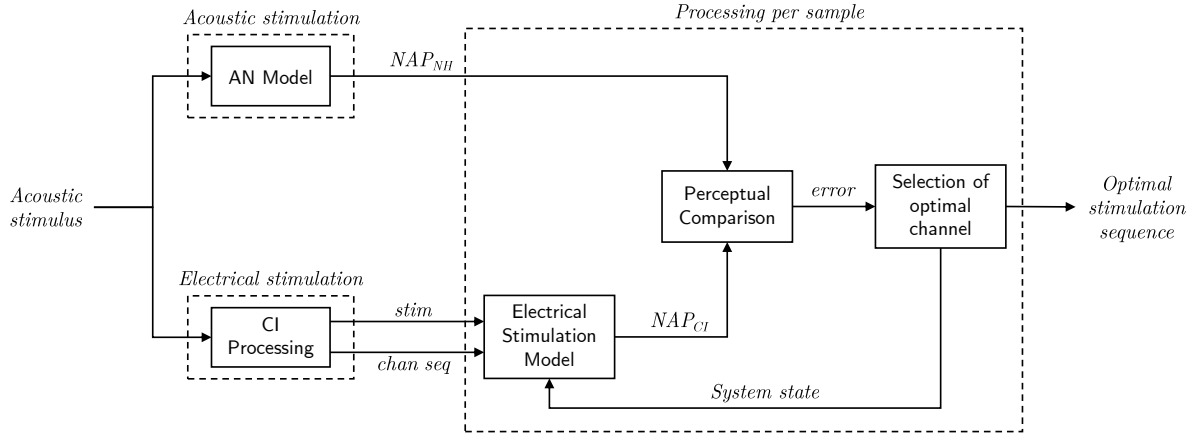 Processing per sample
Acoustic stimulation
AN Model
NAP_NH
Acoustic
stimulus
Perceptual
Comparison
error
Selection of
optimal
channel
Optimal
stimulation
sequence
Electrical stimulation
CI
Processing
stim
chan seq
Electrical
Stimulation
Model
NAP_CI
System state